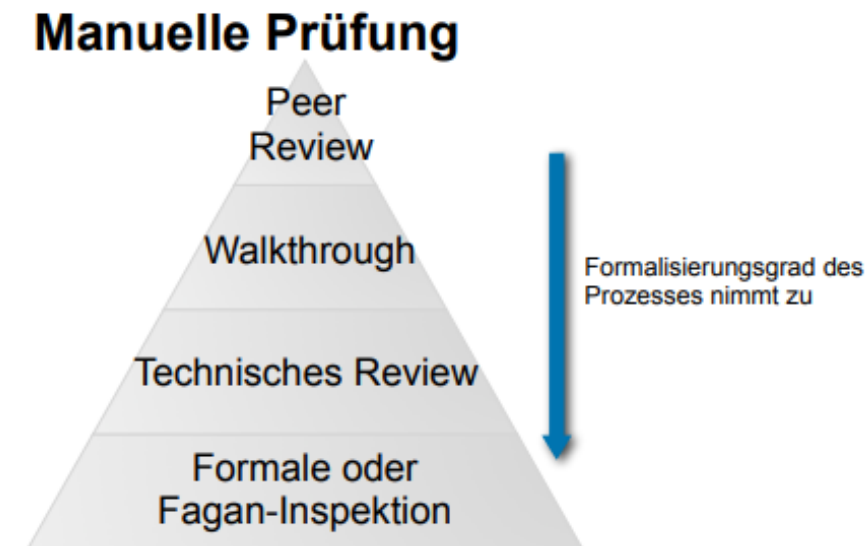 Manuelle Prüfung
Peer
Review
Walkthrough
Formalisierungsgrad des
Prozesses nimmt zu
Technisches Review
Formale oder
Fagan-Inspektion